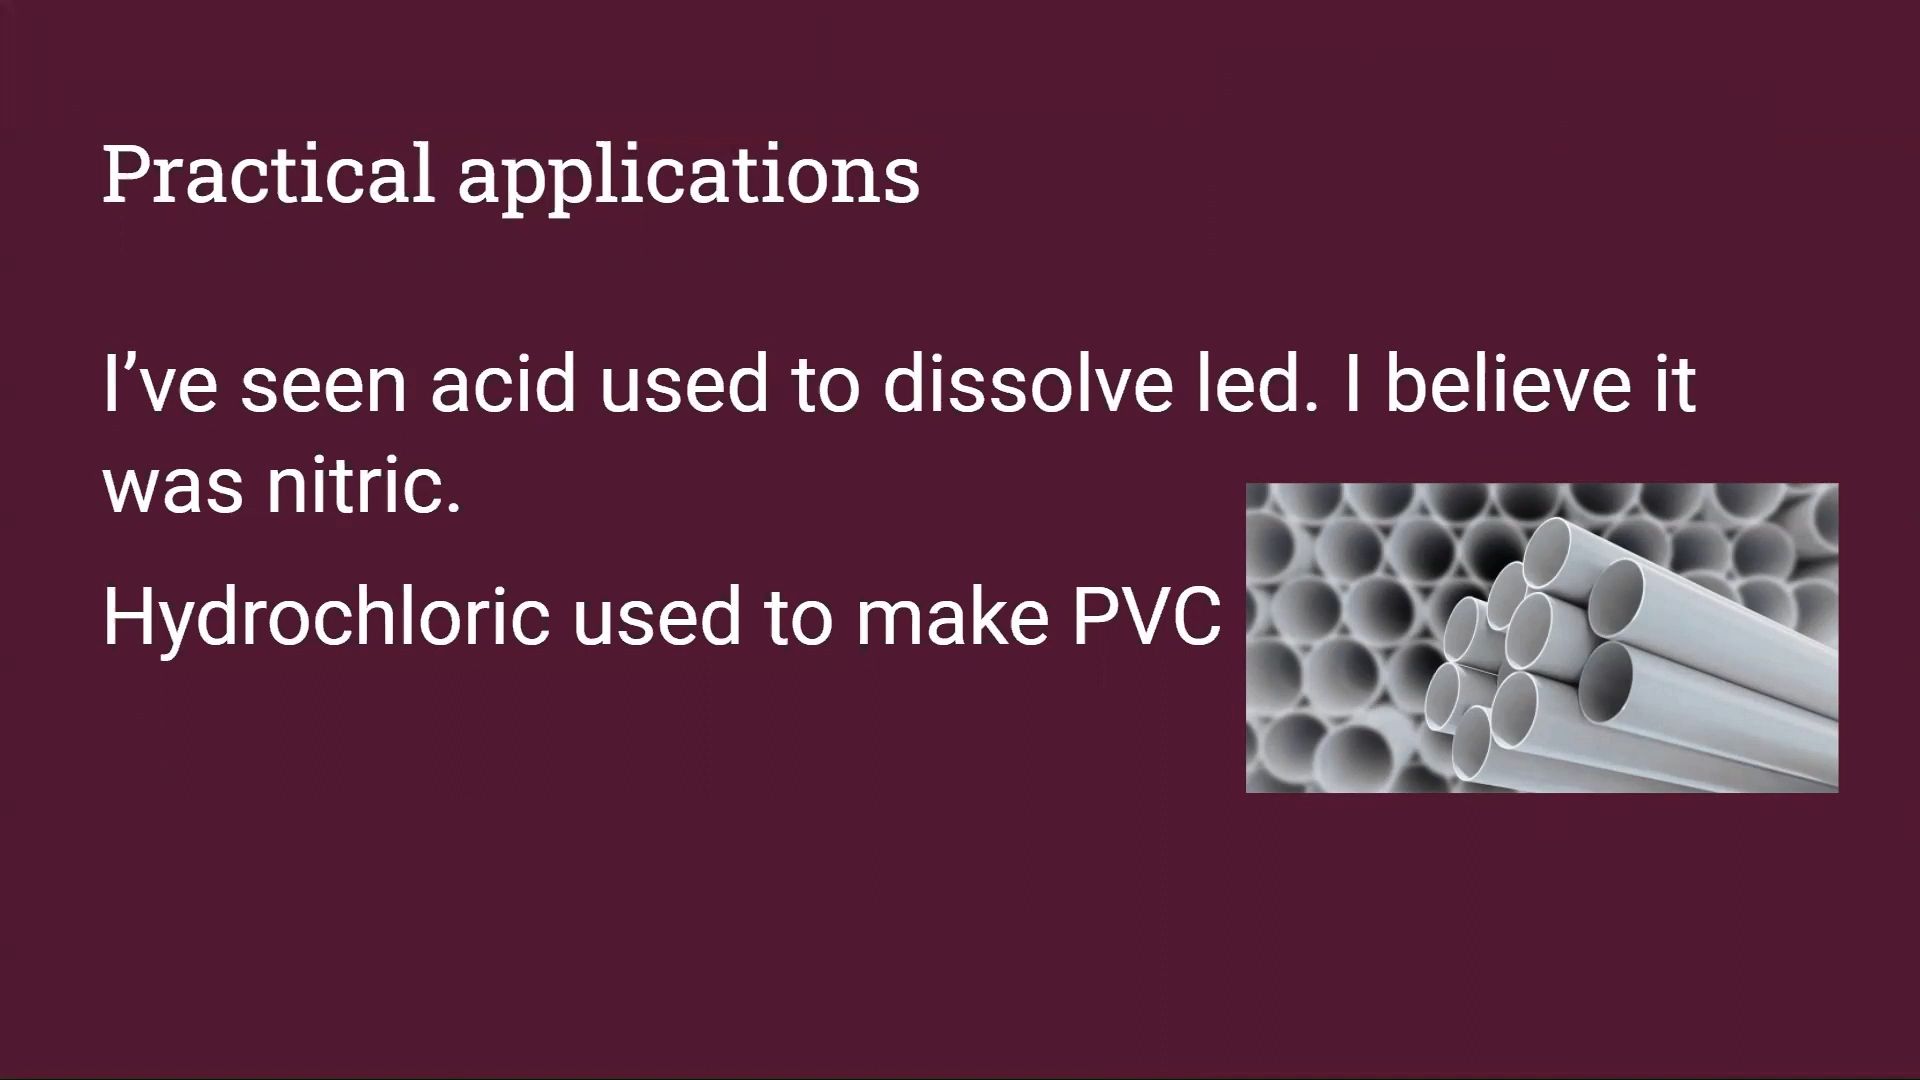 Practical applications
I’ve seen acid used to dissolve led. I believe it
was nitric.
Hydrochloric used to make PVC